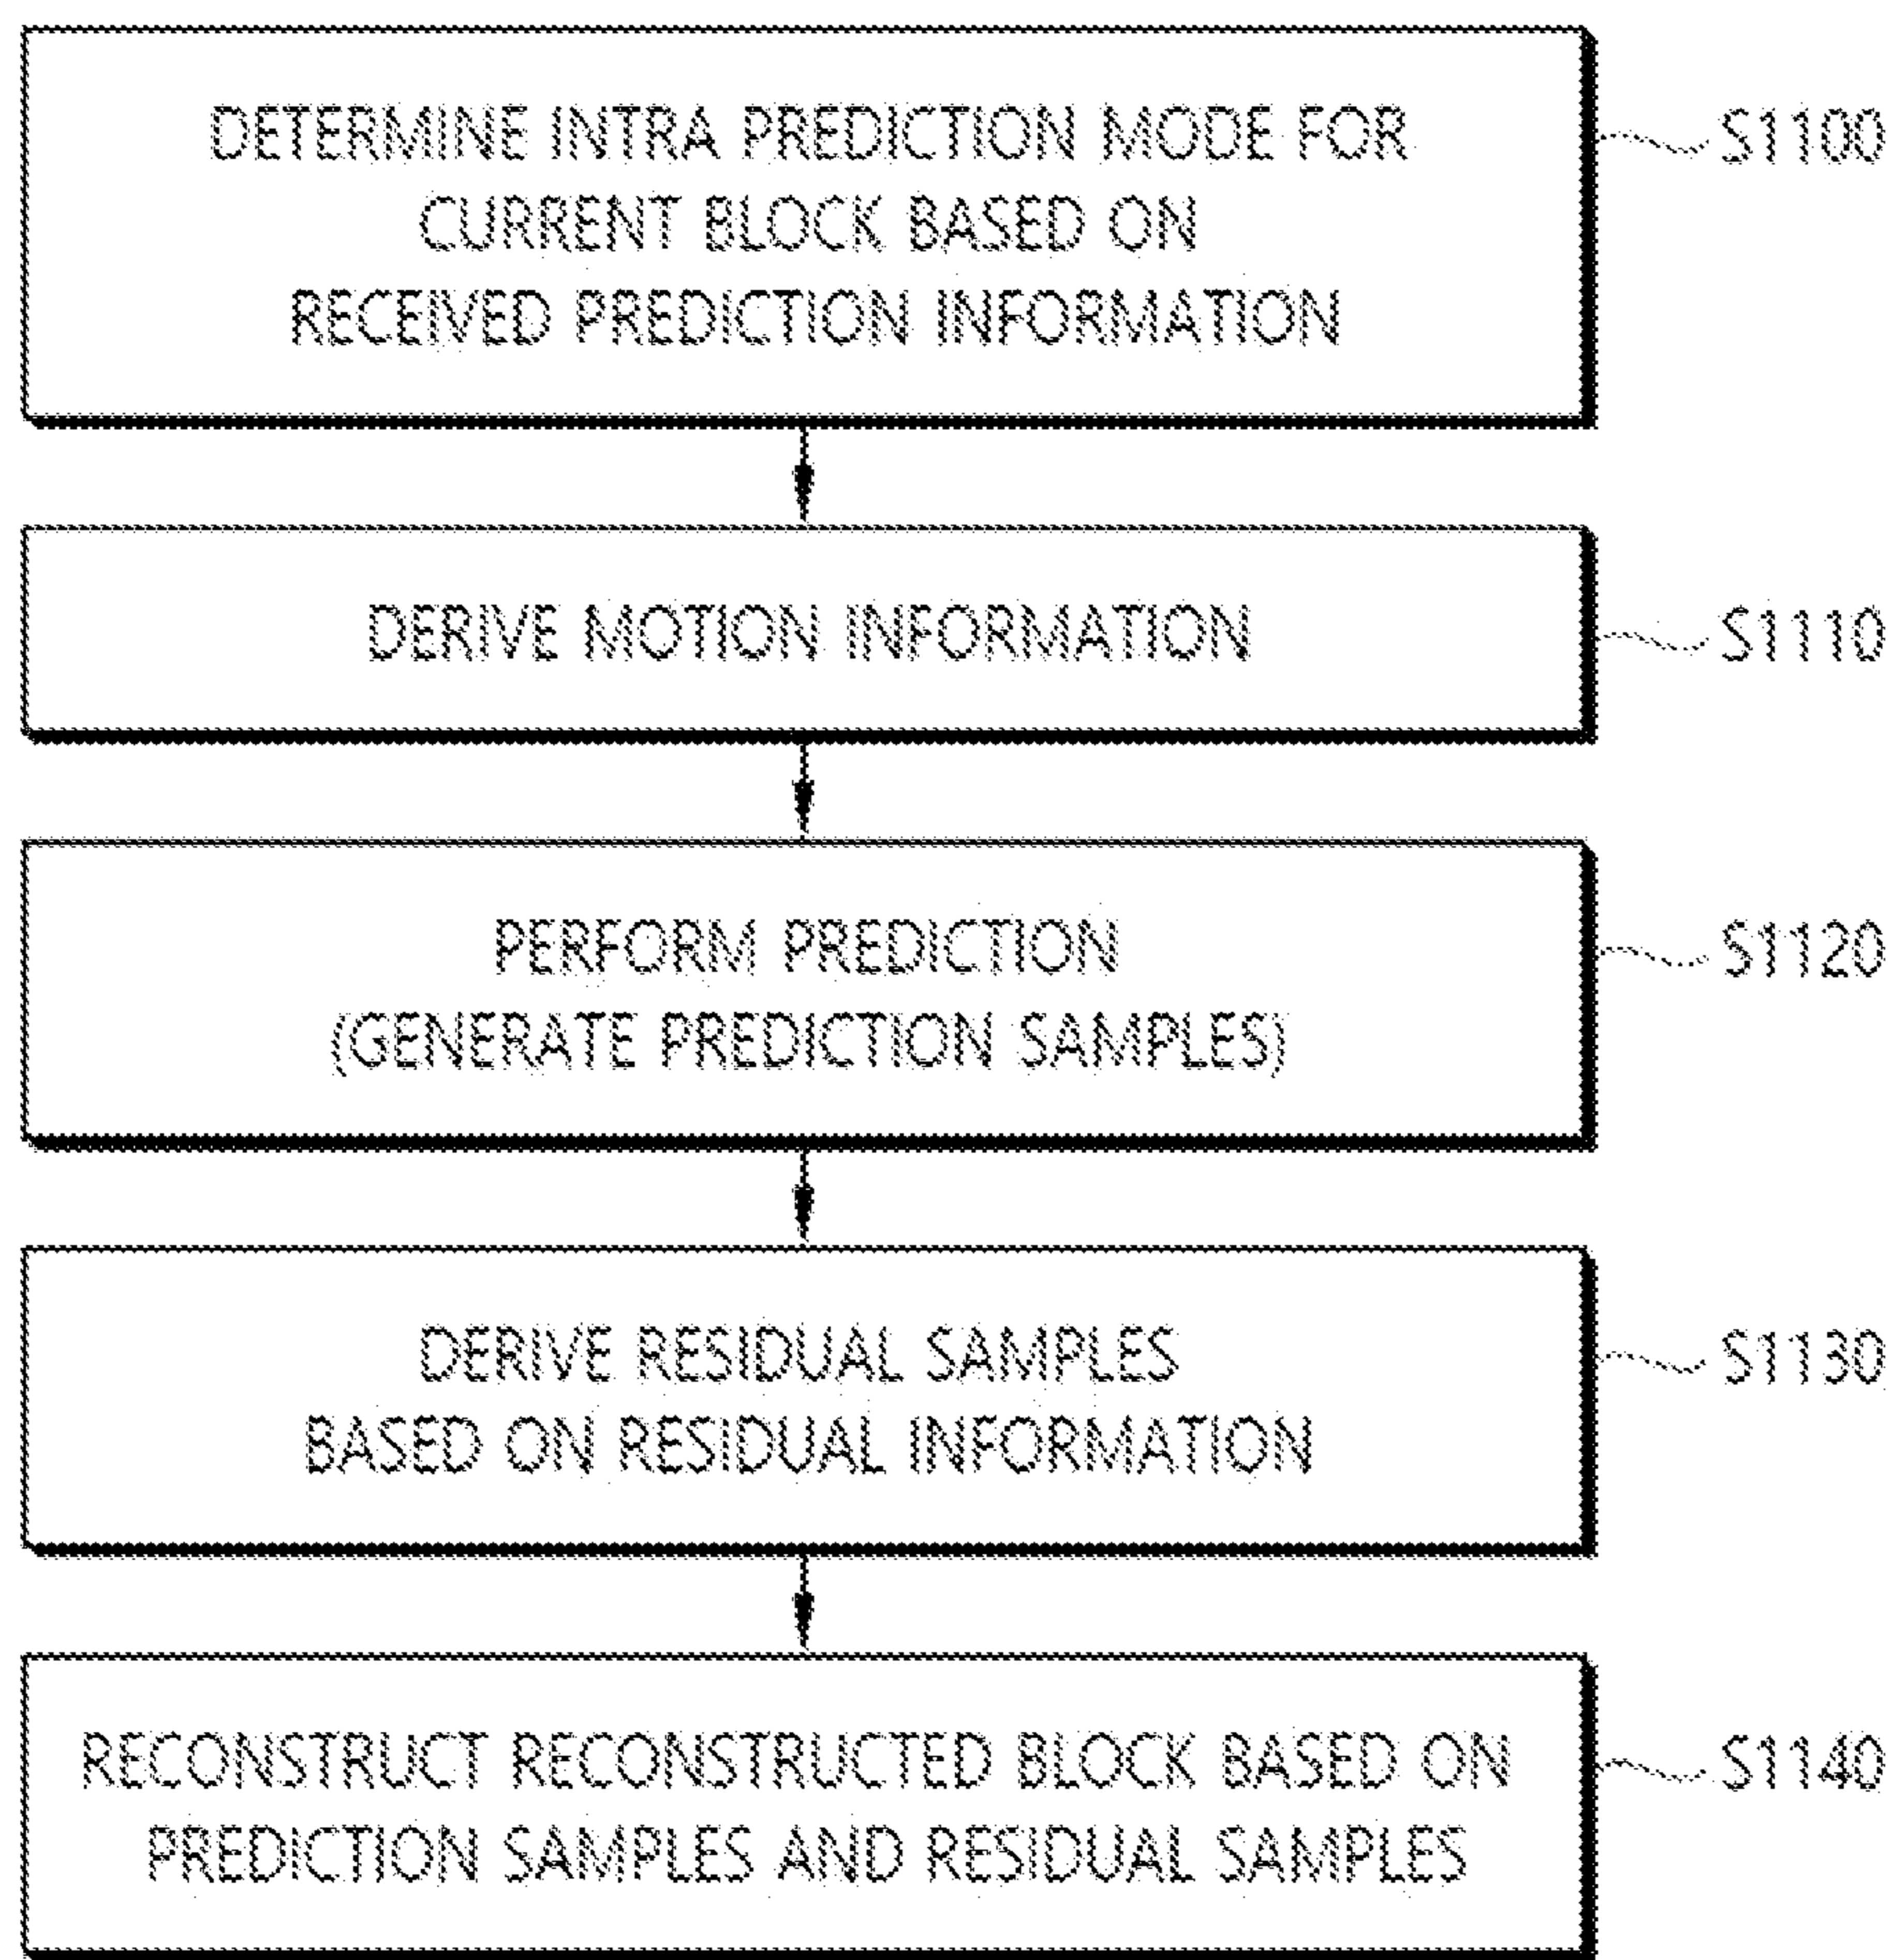 DETERMINE INTRA PREDICTION MODE FOR
CURRENT BLOCK BASED ON
RECEIVED PREDICTION INFORMATION
S1100
DERIVE MOTION INFORMATION
S1110
PERFORM PREDICTION
(GENERATE PREDICTION SAMPLES)
S1120
DERIVE RESIDUAL SAMPLES
BASED ON RESIDUAL INFORMATION
S1130
RECONSTRUCT RECONSTRUCTED BLOCK BASED ON
PREDICTION SAMPLES AND RESIDUAL SAMPLES
S1140